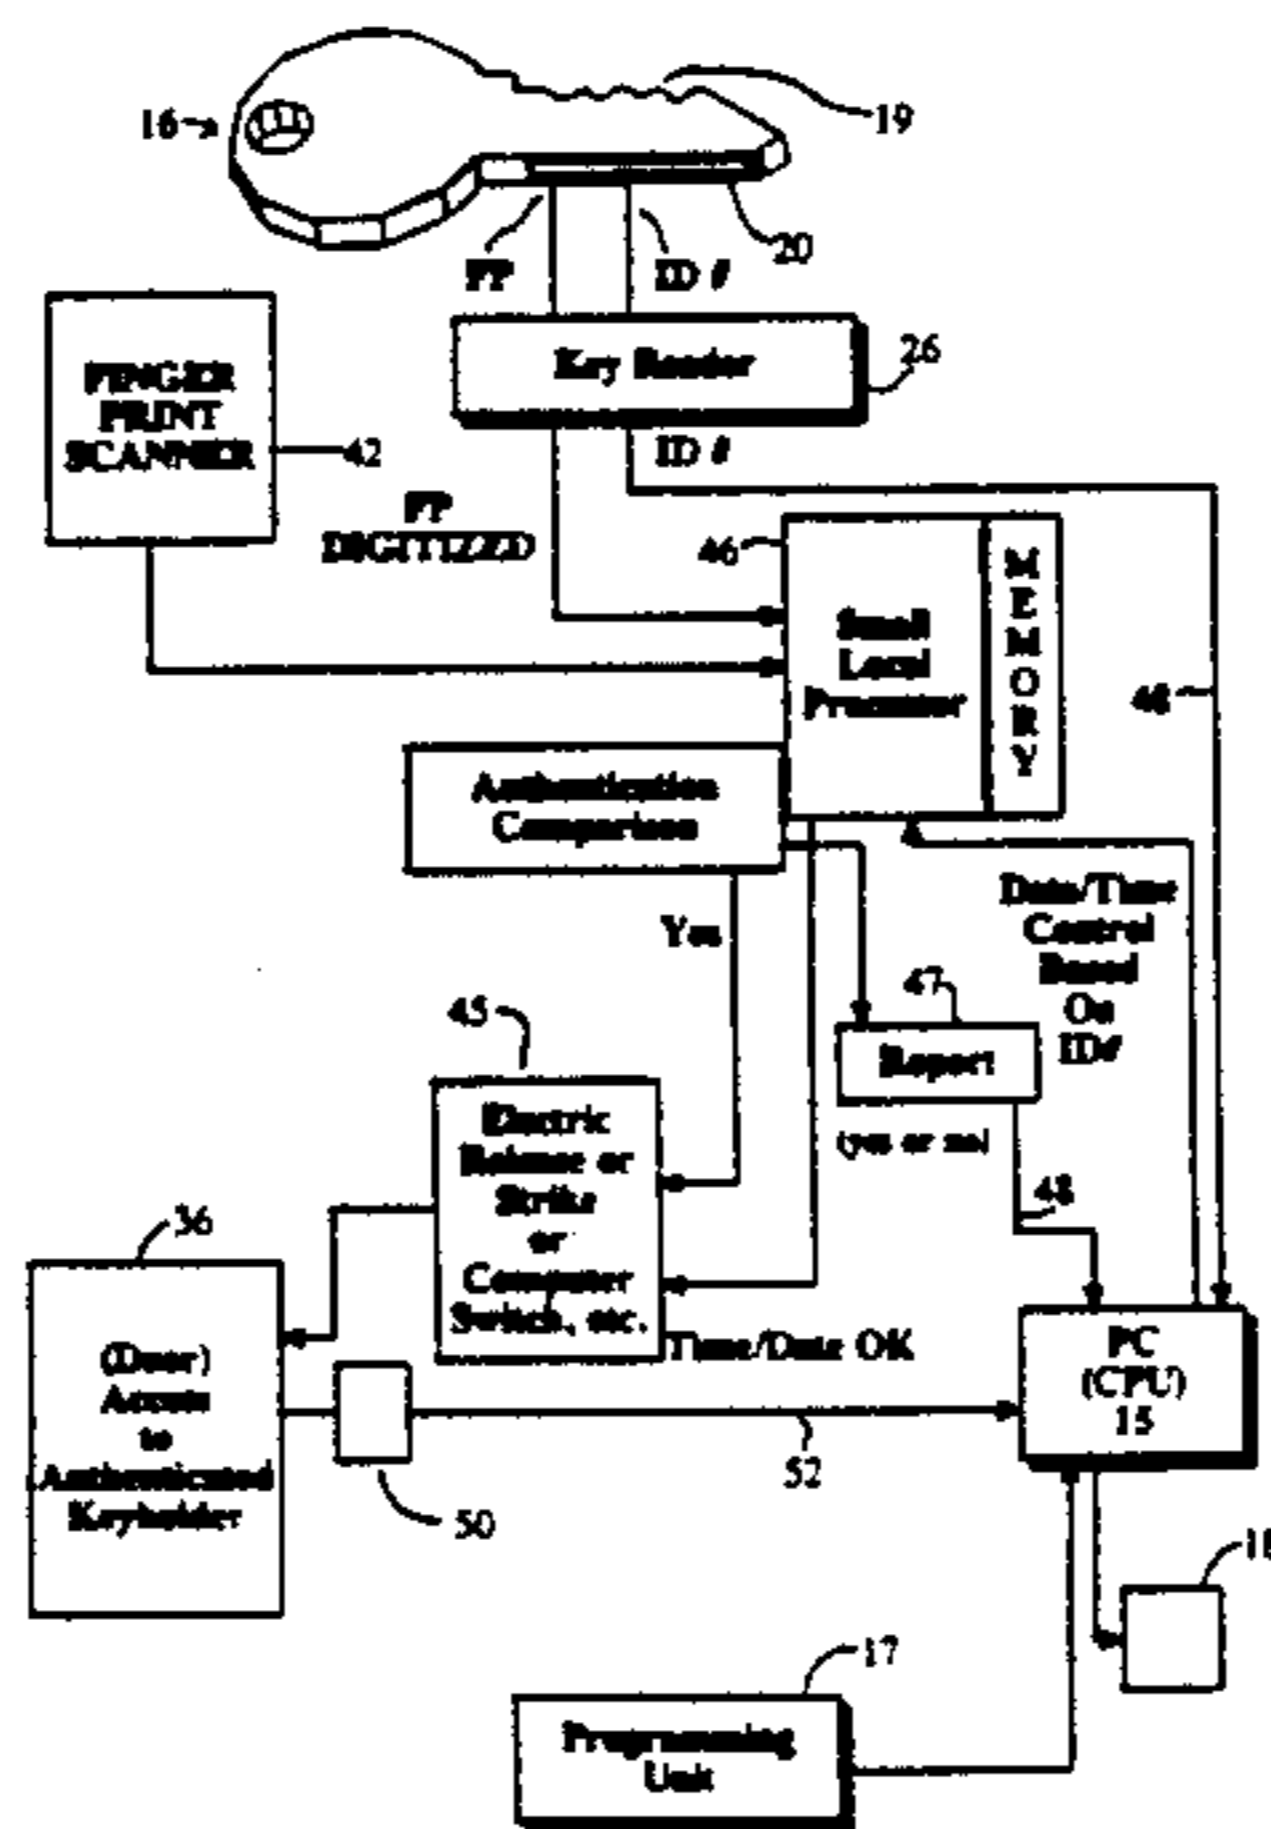 16
19
FP
ID #
20
Key Reader
26
FINGER
PRINT
SCANNER
42
ID #
FP
DIGITIZED
46
Small
Local
Processor
MEMORY
48
Authentication
Comparison
Yes
Date/Time
Control
Based
On
ID#
47
Report
(yes or no)
48
45
Electric
Release or
Strike
or
Computer
Switch, etc.
Time/Date OK
36
(Door)
Access
to
Authenticated
Keyholder
50
52
PC
(CPU)
15
17
Programming
Unit